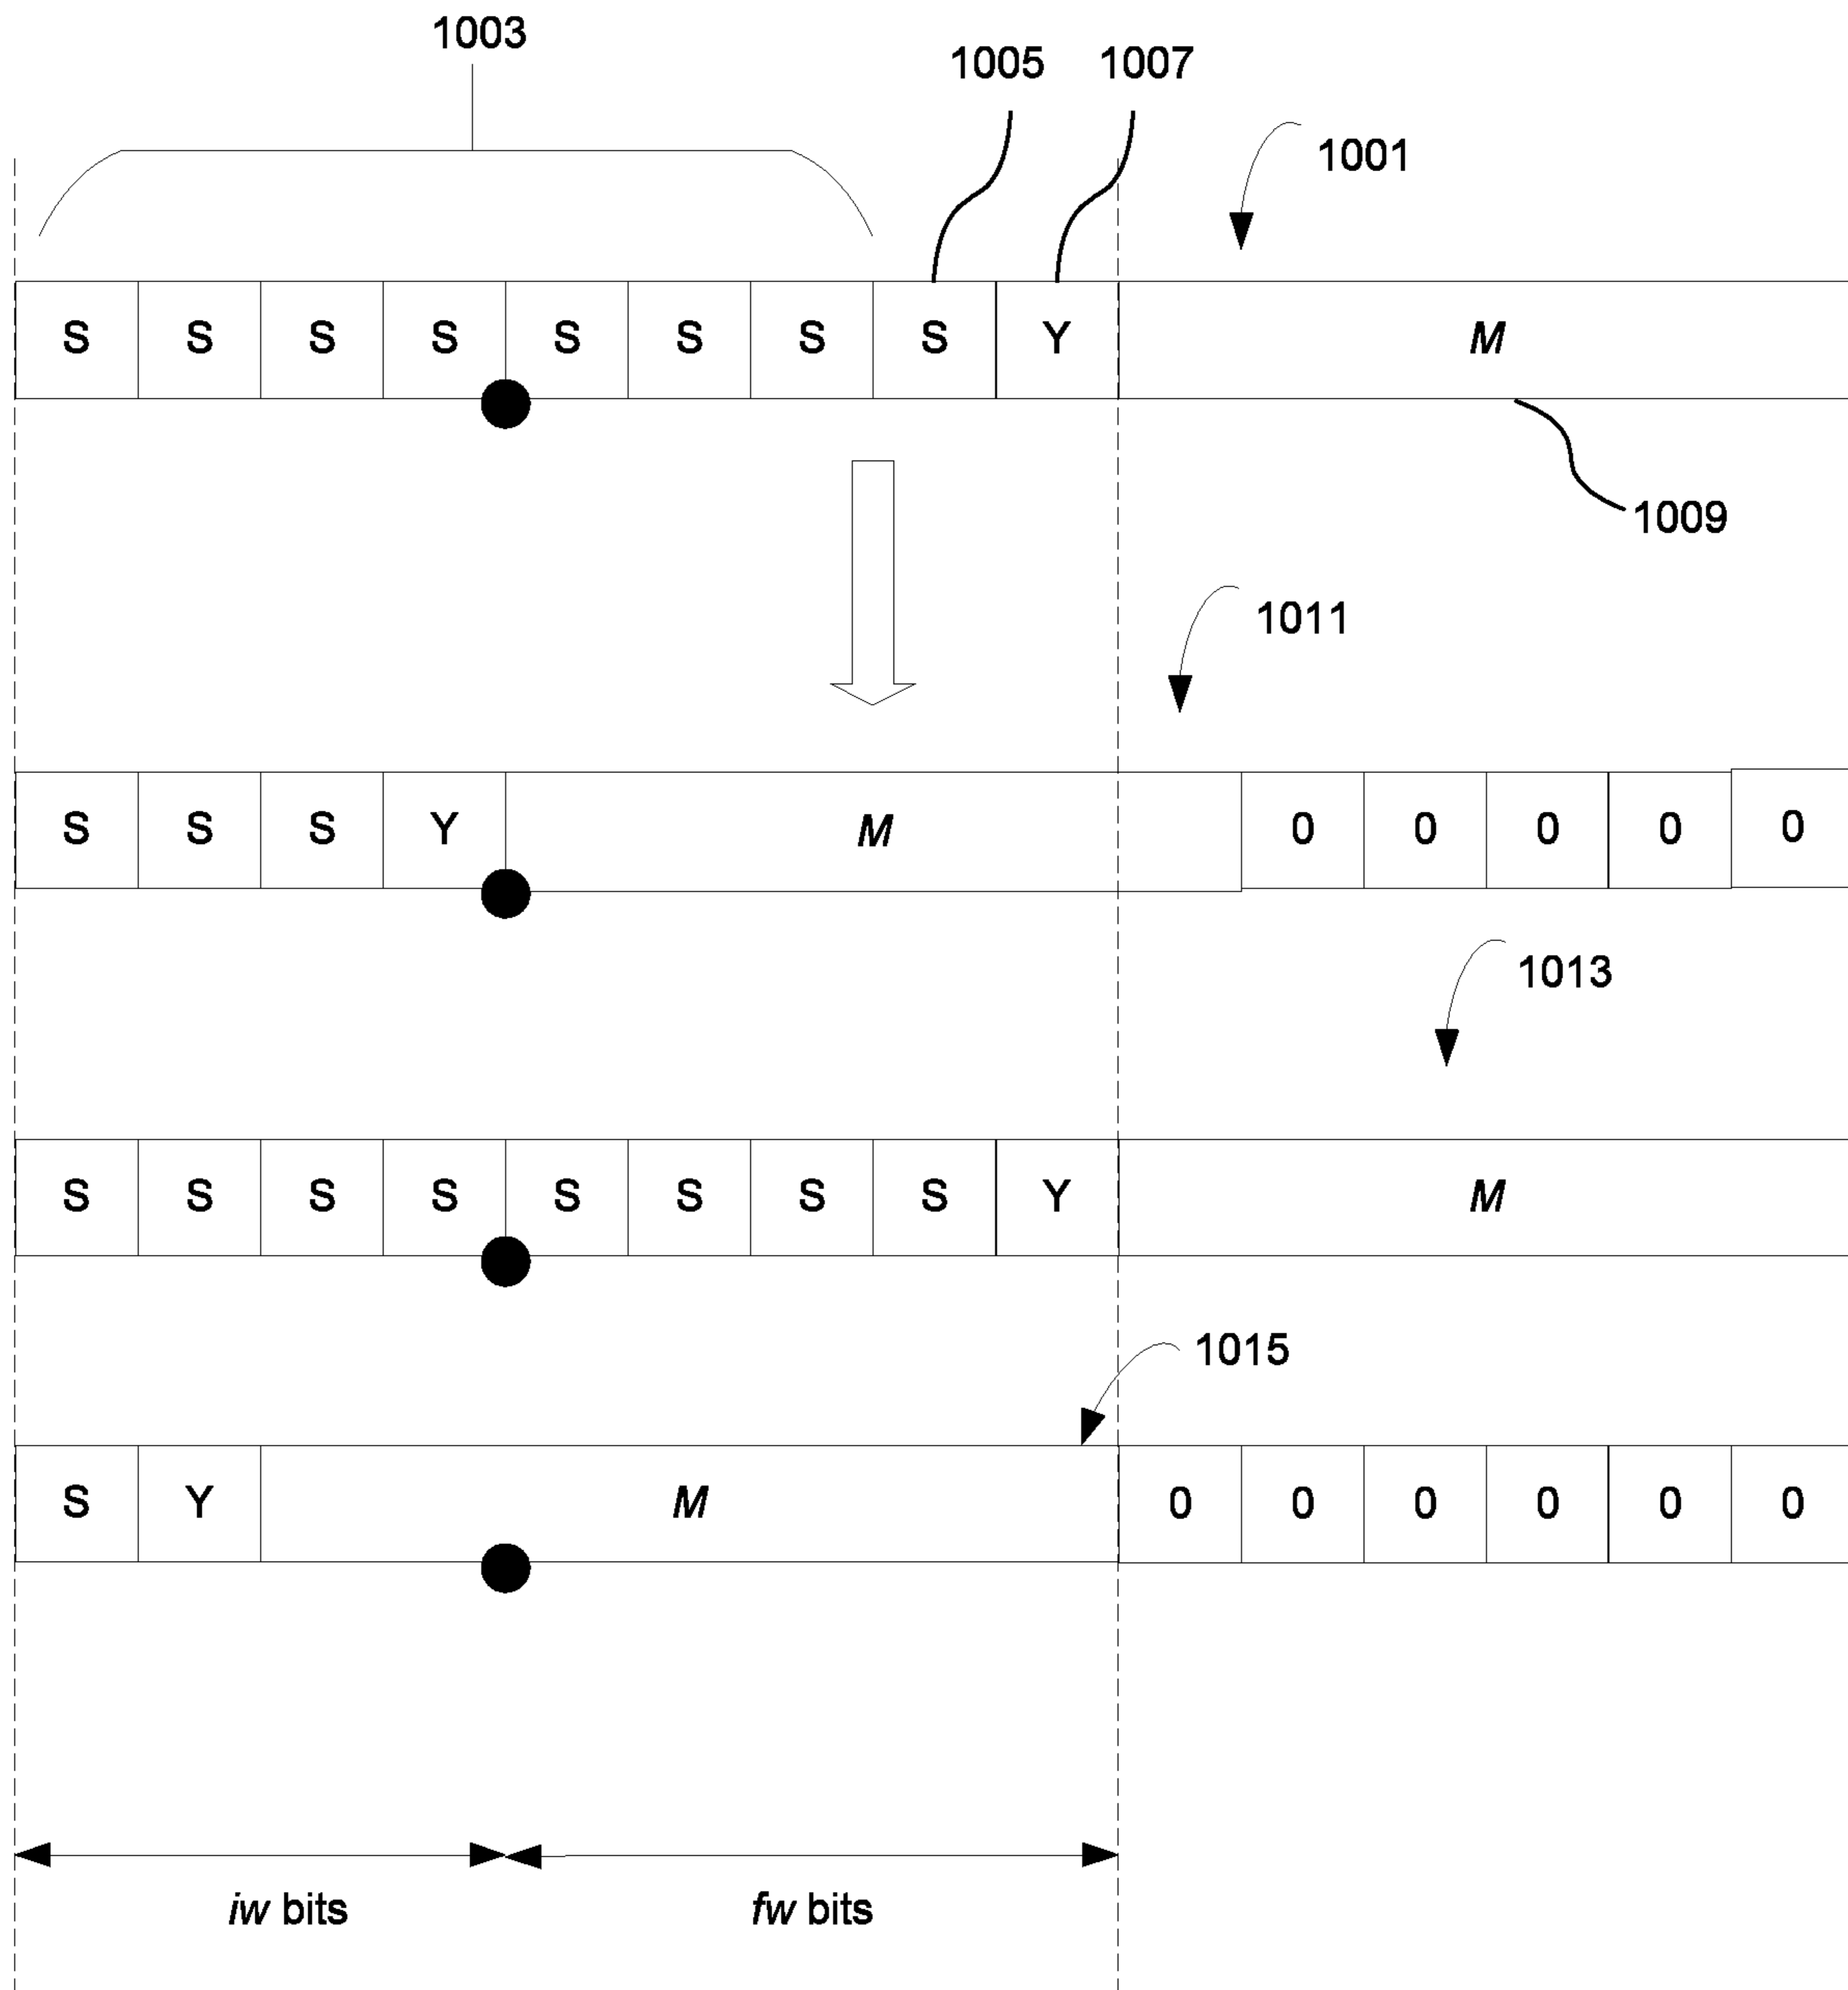 1003
1005 1007
1001
S S S S S S S S Y M
1009
1011
S S S Y M 0 0 0 0 0
1013
S S S S S S S S Y M
1015
S Y M 0 0 0 0 0 0
iw bits fw bits